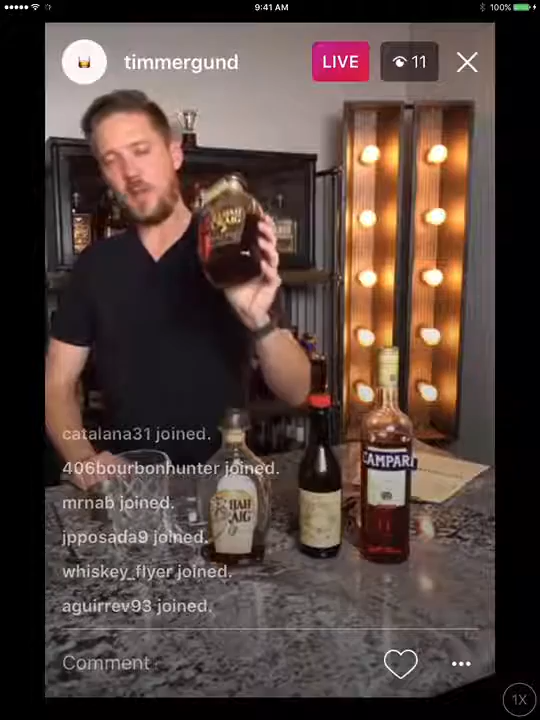 9:41 AM
100%
timmergund
LIVE
11
CAMPARI
catalana31 joined.
406bourbonhunter joined.
mrnab joined.
jpposada9 joined.
whiskey_flyer joined.
aguirrev93 joined.
Comment
1X